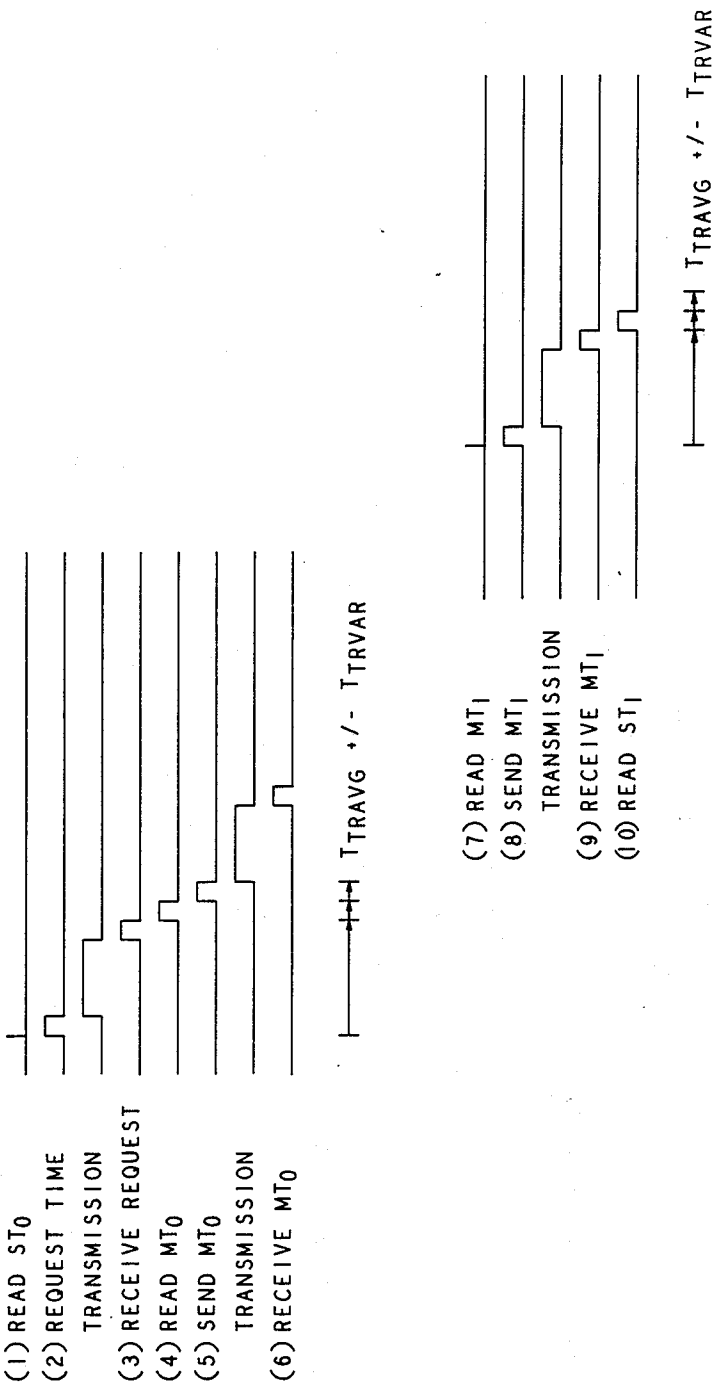 (1) READ ST0
(2) REQUEST TIME
TRANSMISSION
(3) RECEIVE REQUEST
(4) READ MT0
(5) SEND MT0
TRANSMISSION
(6) RECEIVE MT0
TTRAVG +/- TTRVAR
(7) READ MT1
(8) SEND MT1
TRANSMISSION
(9) RECEIVE MT1
(10) READ ST1
TTRAVG +/- TTRVAR